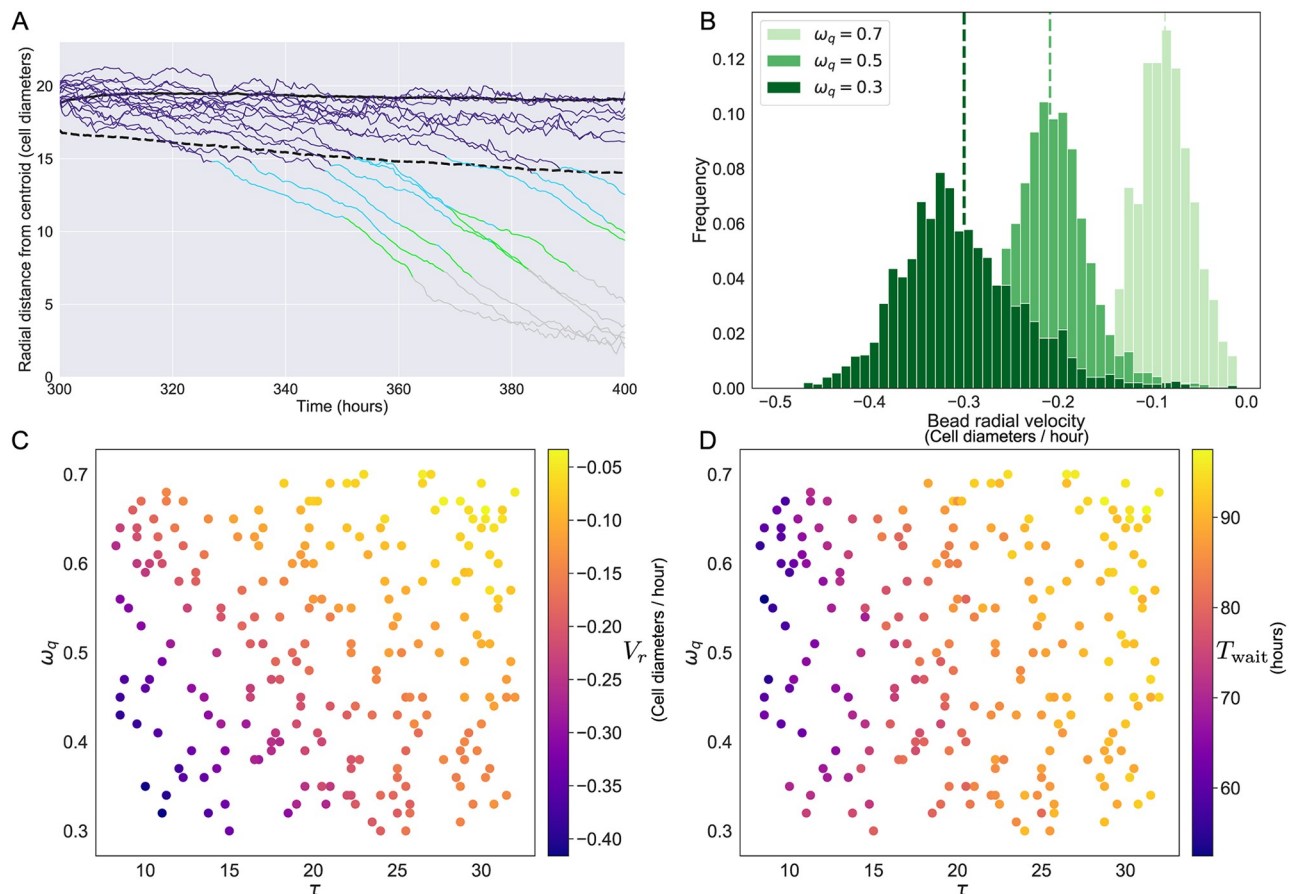 A
Radial distance from centroid (cell diameters)
20
15
10
5
0
300
320
340
360
380
400
Time (hours)
B
ω_q = 0.7
ω_q = 0.5
ω_q = 0.3
Frequency
0.12
0.10
0.08
0.06
0.04
0.02
0.00
−0.5
−0.4
−0.3
−0.2
−0.1
0.0
Bead radial velocity
(Cell diameters / hour)
C
ω_q
0.7
0.6
0.5
0.4
0.3
10
15
20
25
30
τ
−0.05
−0.10
−0.15
−0.20
−0.25
−0.30
−0.35
−0.40
V_r
(Cell diameters / hour)
D
ω_q
0.7
0.6
0.5
0.4
0.3
10
15
20
25
30
τ
90
80
70
60
T_wait
(hours)